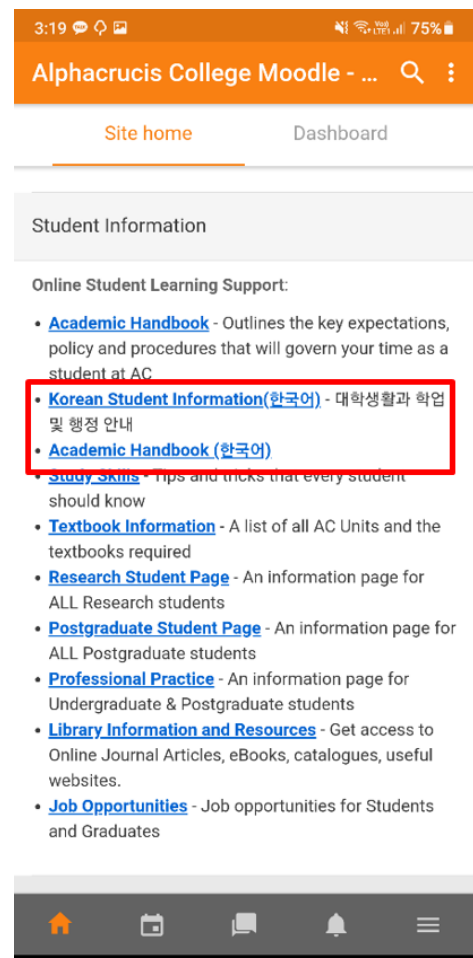 3:19
75%
Alphacrucis College Moodle - ...
Site home
Dashboard
Student Information
Online Student Learning Support:
• Academic Handbook - Outlines the key expectations,
policy and procedures that will govern your time as a
student at AC
• Korean Student Information(한국어) - 대학생활과 학업
및 행정 안내
• Academic Handbook (한국어)
• Study Skills - Tips and tricks that every student
should know
• Textbook Information - A list of all AC Units and the
textbooks required
• Research Student Page - An information page for
ALL Research students
• Postgraduate Student Page - An information page for
ALL Postgraduate students
• Professional Practice - An information page for
Undergraduate & Postgraduate students
• Library Information and Resources - Get access to
Online Journal Articles, eBooks, catalogues, useful
websites.
• Job Opportunities - Job opportunities for Students
and Graduates